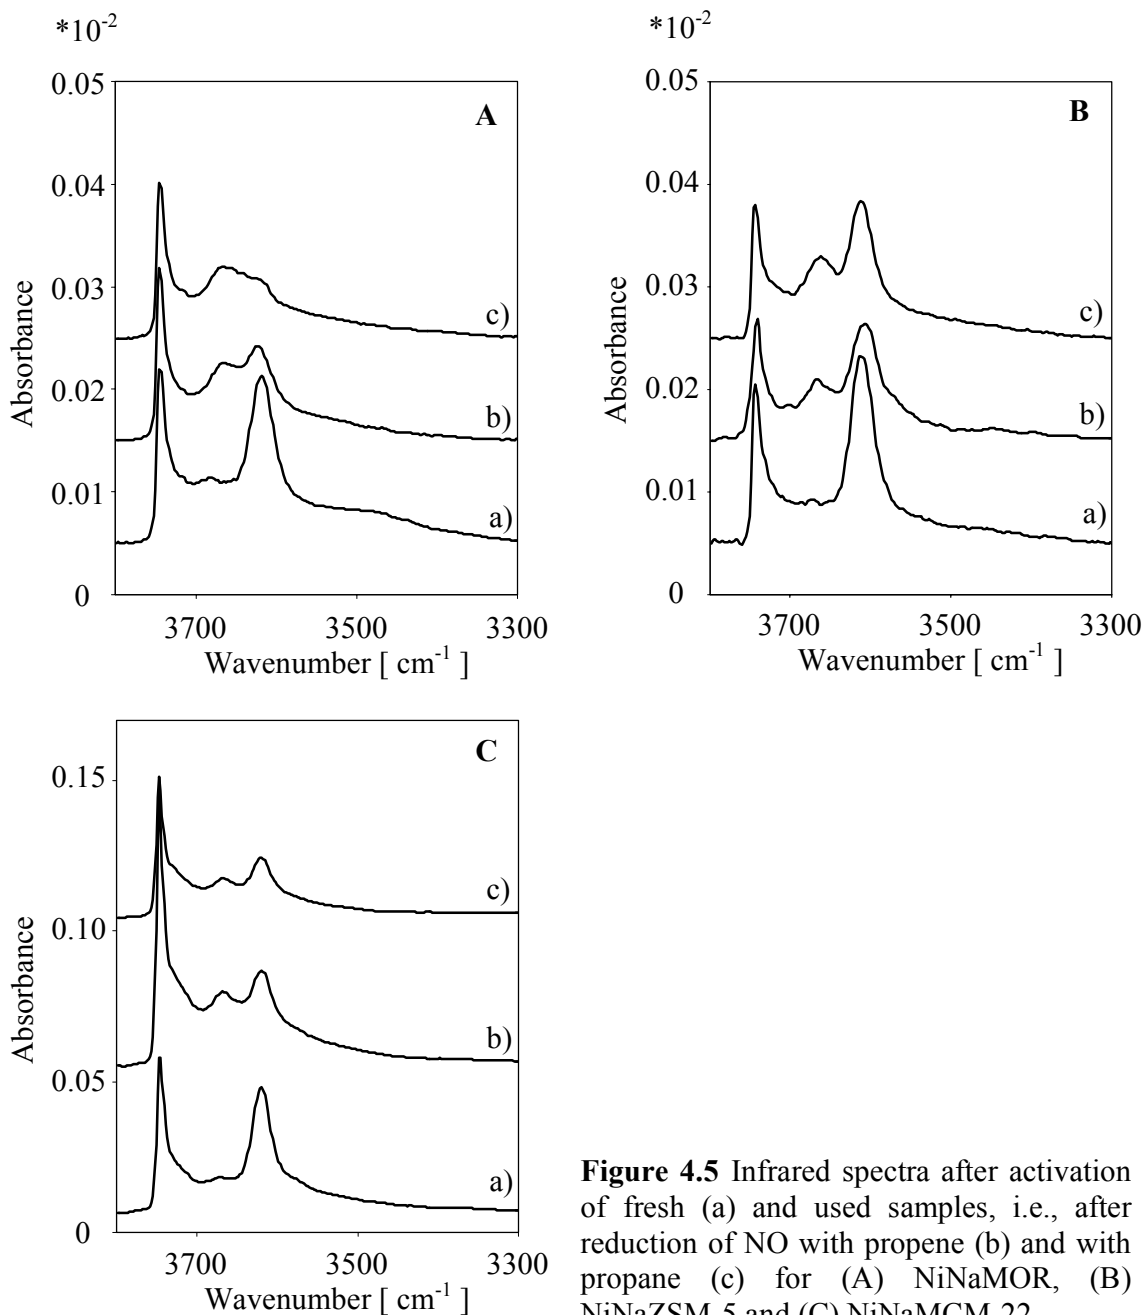 *10-2
0.05
A
0.04
0.03
c)
0.02
b)
0.01
a)
0
3700 3500 3300
Wavenumber [ cm-1 ]
Absorbance
*10-2
0.05
B
0.04
0.03
c)
0.02
b)
0.01
a)
0
3700 3500 3300
Wavenumber [ cm-1 ]
Absorbance
C
0.15
c)
0.10
b)
0.05
a)
0
3700 3500 3300
Wavenumber [ cm-1 ]
Absorbance
Figure 4.5 Infrared spectra after activation
of fresh (a) and used samples, i.e., after
reduction of NO with propene (b) and with
propane (c) for (A) NiNaMOR, (B)
NiNaZSM-5 and (C) NiNaMCM-22